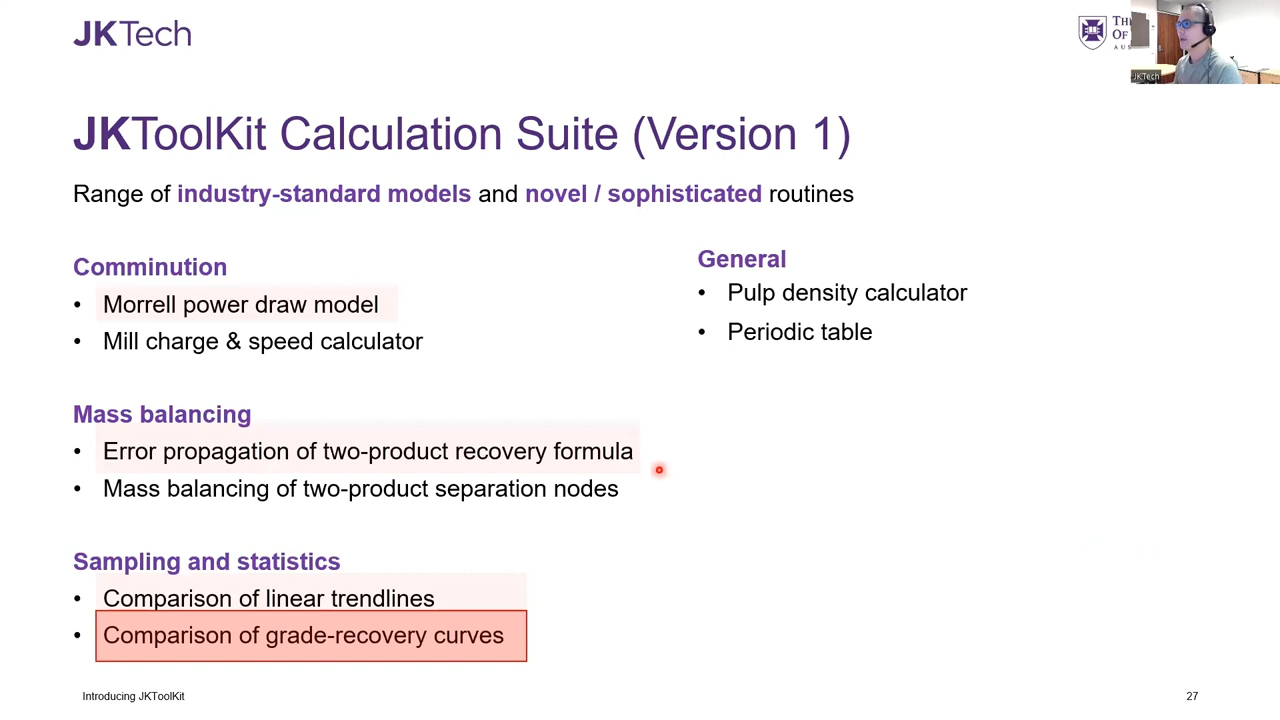 JKTech
JKTech
JKToolKit Calculation Suite (Version 1)
Range of industry-standard models and novel / sophisticated routines
Comminution
• Morrell power draw model
• Mill charge & speed calculator
Mass balancing
• Error propagation of two-product recovery formula
• Mass balancing of two-product separation nodes
Sampling and statistics
• Comparison of linear trendlines
• Comparison of grade-recovery curves
General
• Pulp density calculator
• Periodic table
Introducing JKToolKit
27